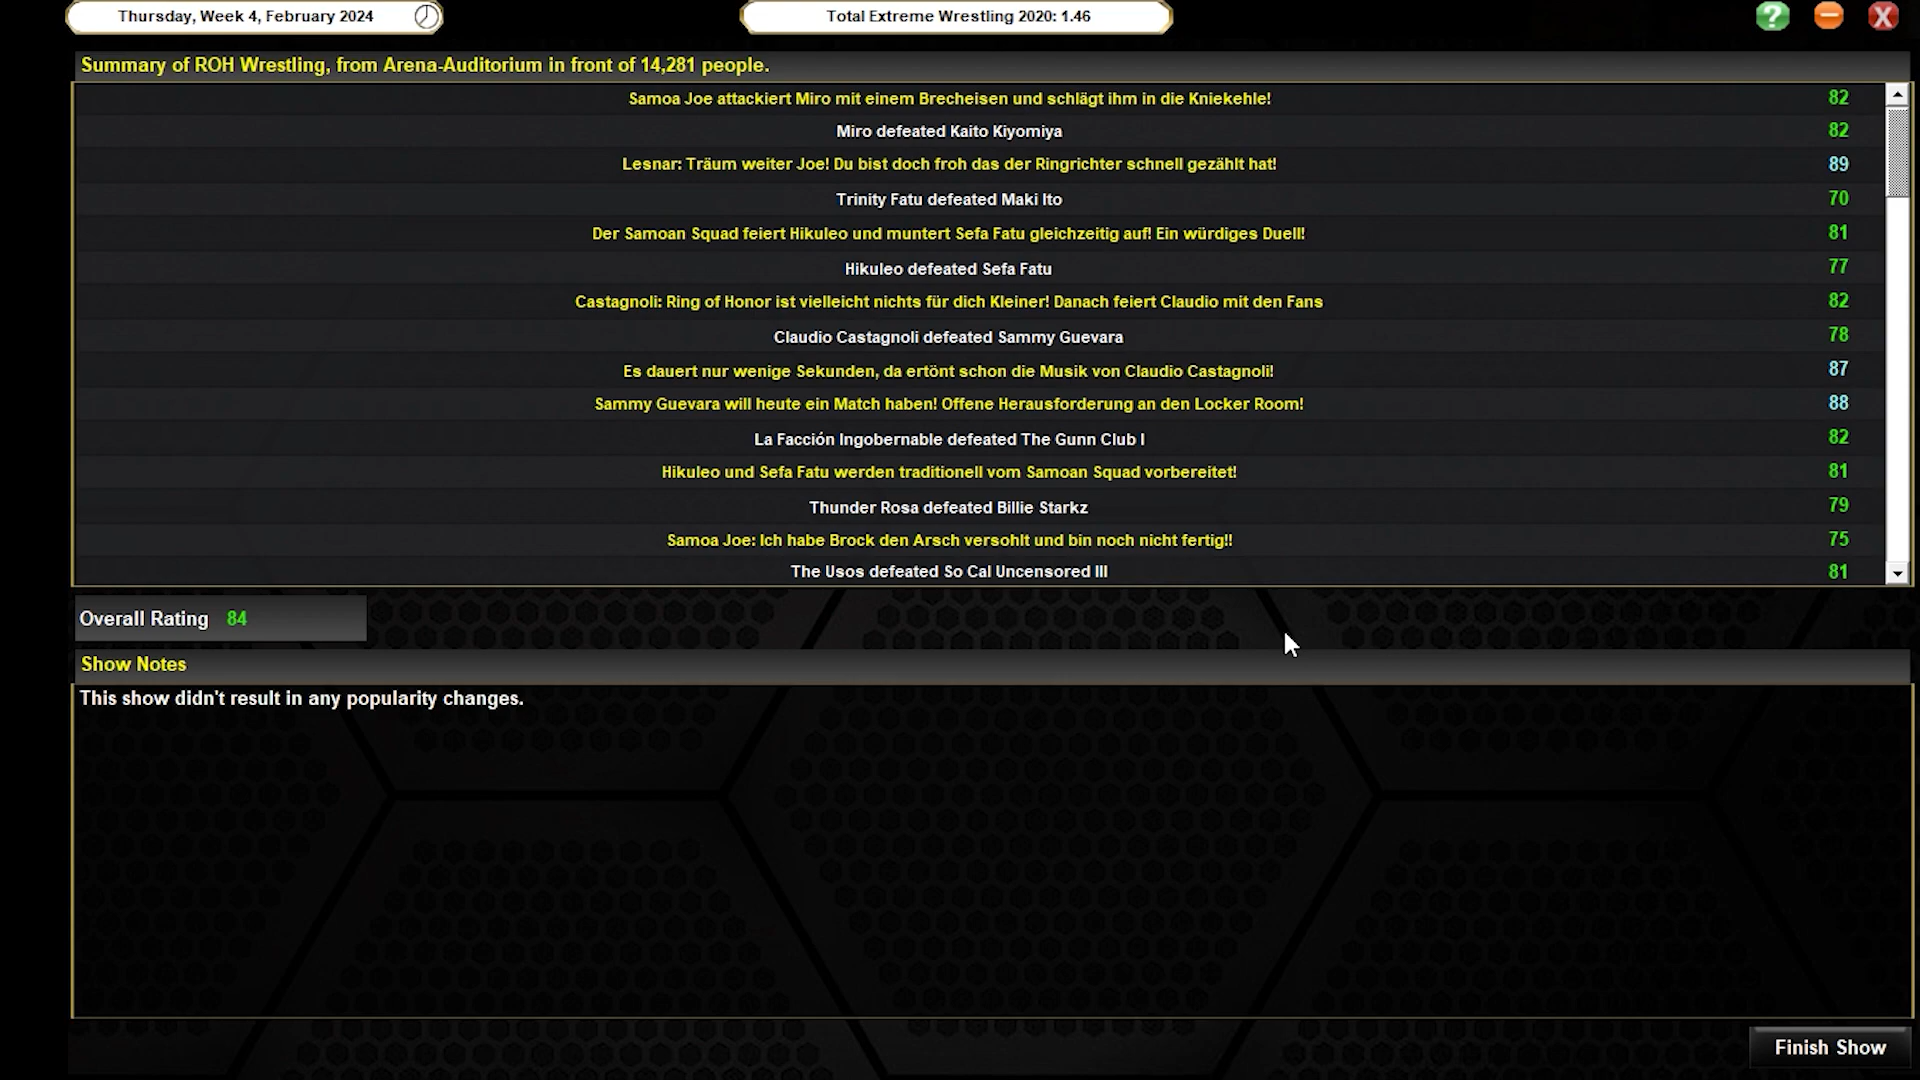 Thursday, Week 4, February 2024
Total Extreme Wrestling 2020: 1.46
Summary of ROH Wrestling, from Arena-Auditorium in front of 14,281 people.
Samoa Joe attackiert Miro mit einem Brecheisen und schlägt ihm in die Kniekehle! 82
Miro defeated Kaito Kiyomiya 82
Lesnar: Träum weiter Joe! Du bist doch froh das der Ringrichter schnell gezählt hat! 89
Trinity Fatu defeated Maki Ito 70
Der Samoan Squad feiert Hikuleo und muntert Sefa Fatu gleichzeitig auf! Ein würdiges Duell! 81
Hikuleo defeated Sefa Fatu 77
Castagnoli: Ring of Honor ist vielleicht nichts für dich Kleiner! Danach feiert Claudio mit den Fans 82
Claudio Castagnoli defeated Sammy Guevara 78
Es dauert nur wenige Sekunden, da ertönt schon die Musik von Claudio Castagnoli! 87
Sammy Guevara will heute ein Match haben! Offene Herausforderung an den Locker Room! 88
La Facción Ingobernable defeated The Gunn Club I 82
Hikuleo und Sefa Fatu werden traditionell vom Samoan Squad vorbereitet! 81
Thunder Rosa defeated Billie Starkz 79
Samoa Joe: Ich habe Brock den Arsch versohlt und bin noch nicht fertig!! 75
The Usos defeated So Cal Uncensored III 81
Overall Rating 84
Show Notes
This show didn't result in any popularity changes.
Finish Show